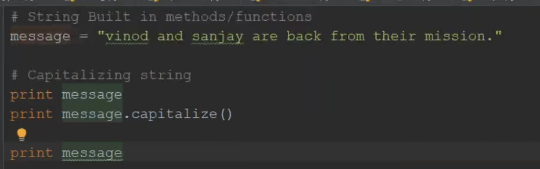 # String Built in methods/functions
message = "vinod and sanjay are back from their mission."
# Capitalizing string
print message
print message.capitalize()
print message